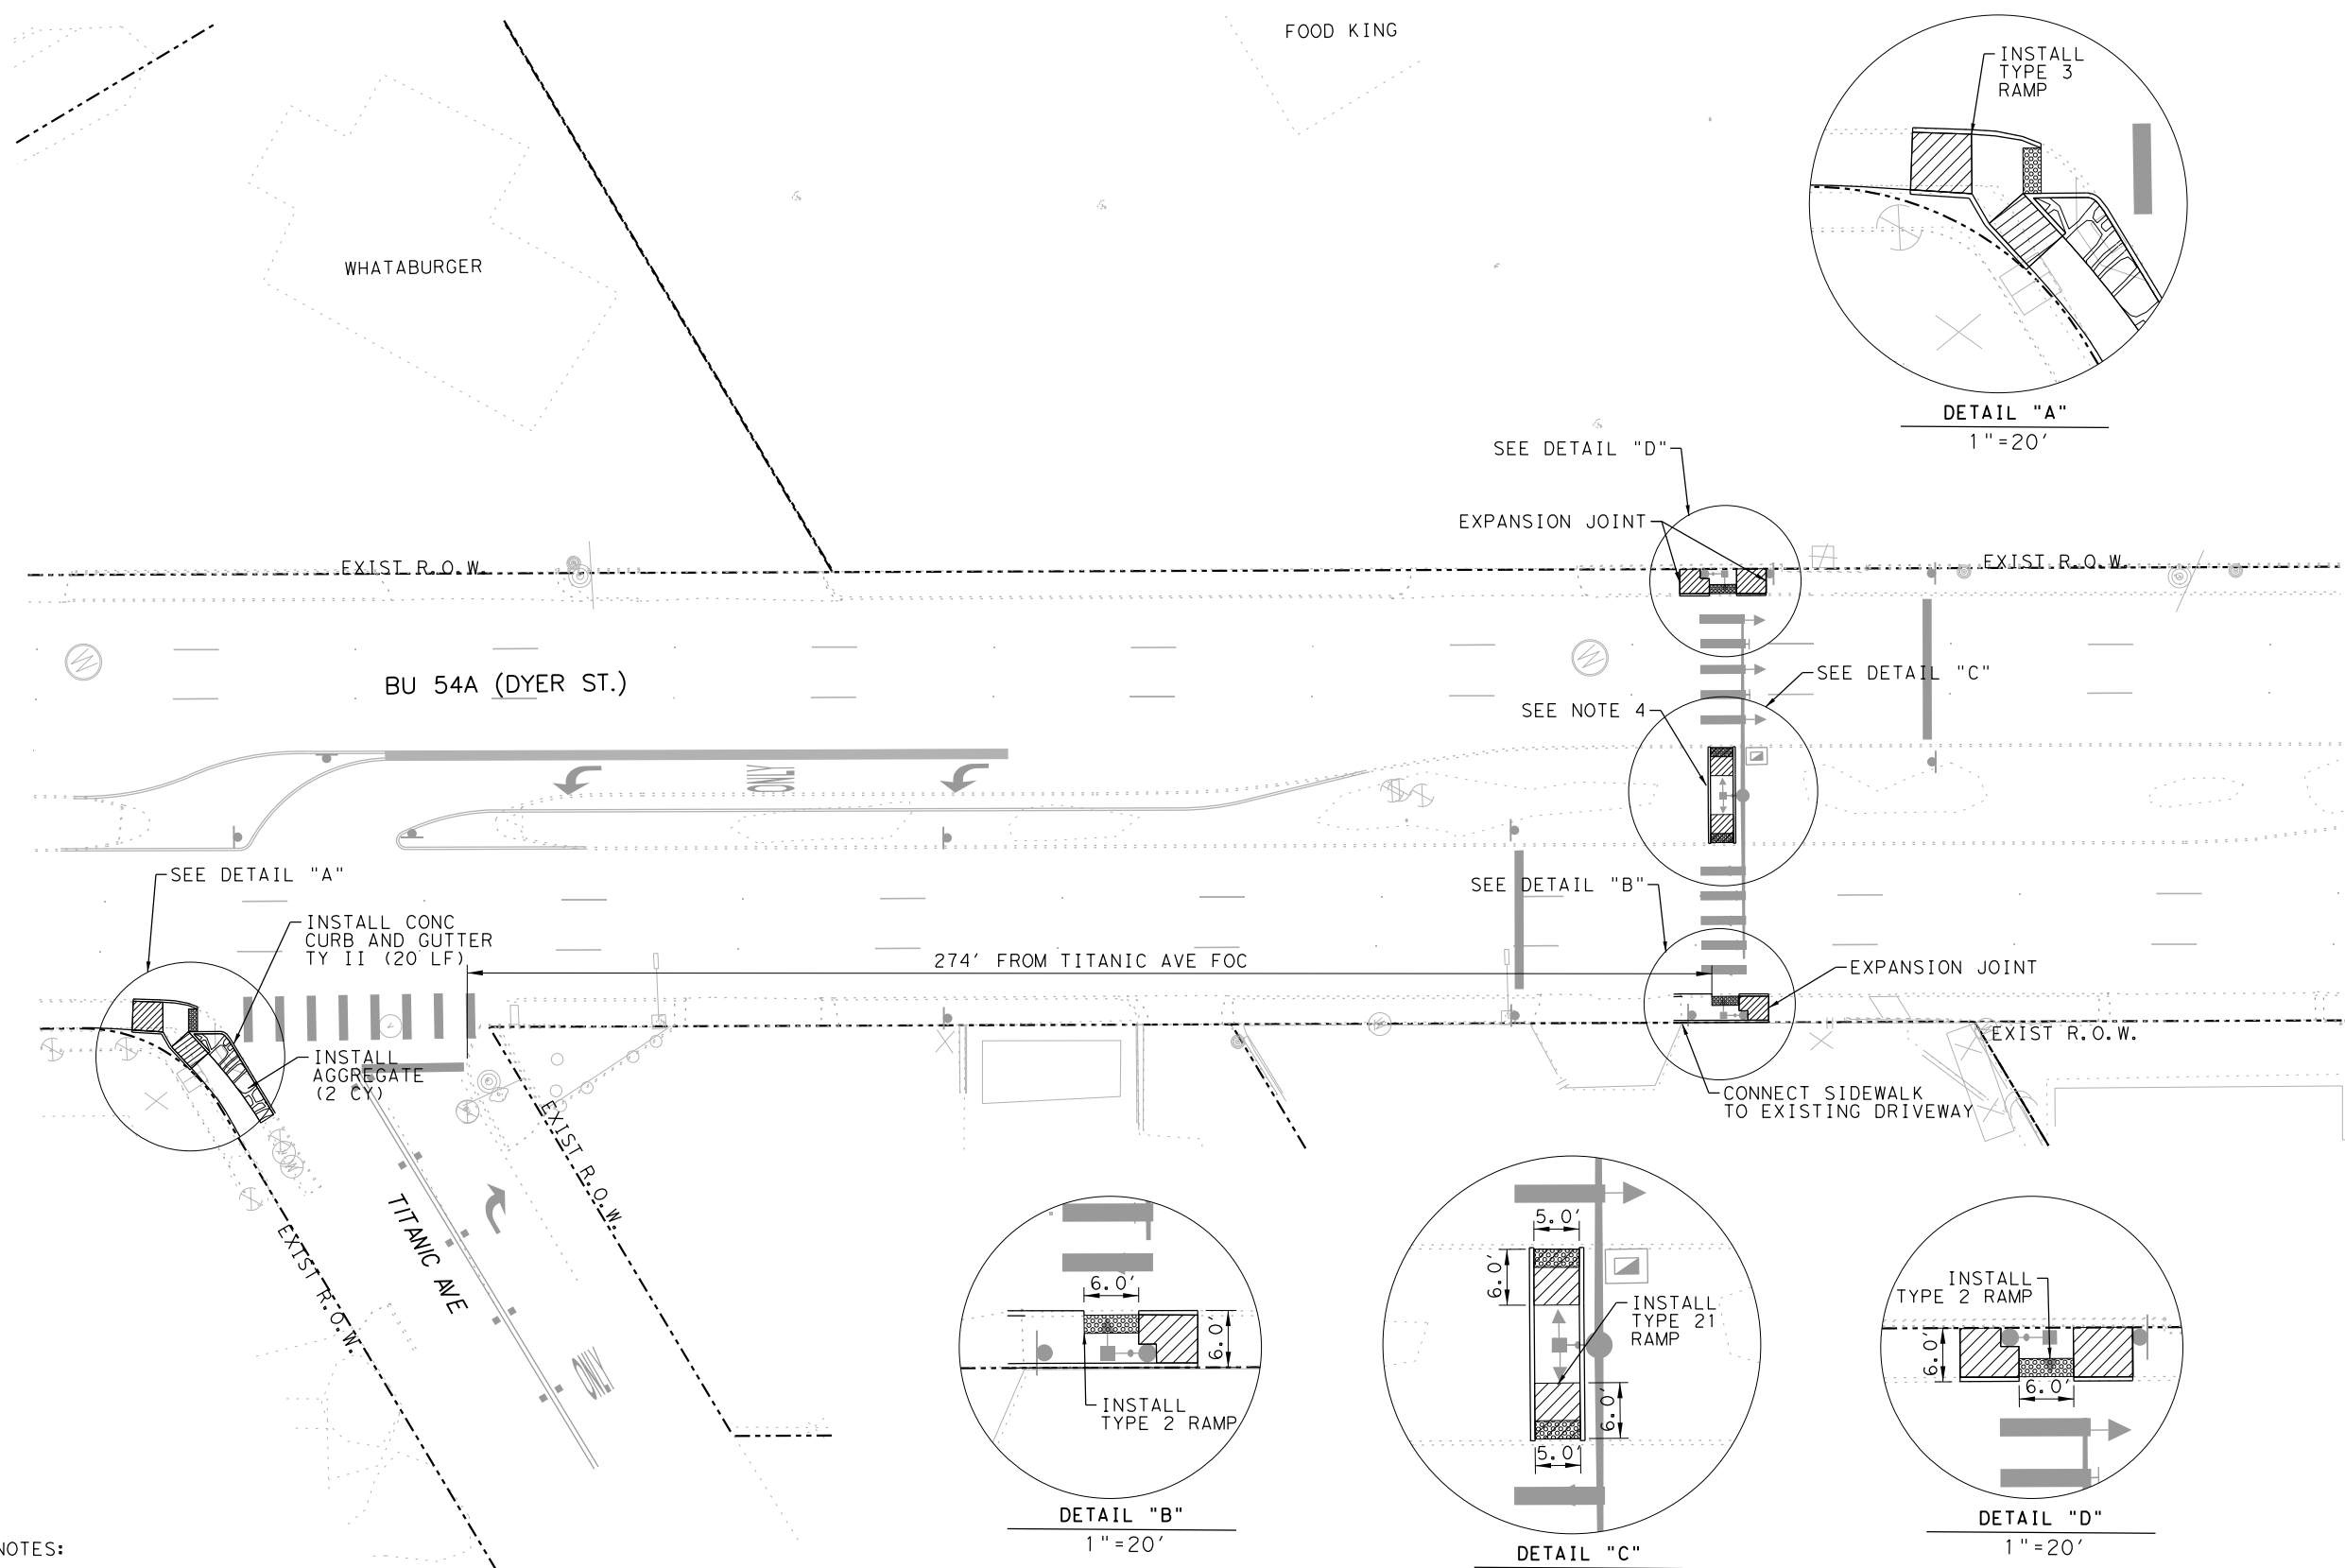 FOOD KING
INSTALL
TYPE 3
RAMP
WHATABURGER
DETAIL "A"
1"=20'
SEE DETAIL "D"
EXPANSION JOINT
EXIST R.O.W.
EXIST R.O.W.
BU 54A (DYER ST.)
SEE DETAIL "C"
SEE NOTE 4
ONLY
SEE DETAIL "A"
SEE DETAIL "B"
INSTALL CONC
CURB AND GUTTER
TY II (20 LF)
274' FROM TITANIC AVE FOC
EXPANSION JOINT
EXIST R.O.W.
INSTALL
AGGREGATE
(2 CY)
CONNECT SIDEWALK
TO EXISTING DRIVEWAY
EXIST R.O.W.
TITANIC AVE
EXIST R.O.W.
ONLY
6.0'
6.0'
INSTALL
TYPE 2 RAMP
DETAIL "B"
1"=20'
5.0'
6.0'
INSTALL
TYPE 21
RAMP
6.0'
5.0'
DETAIL "C"
INSTALL
TYPE 2 RAMP
6.0'
6.0'
DETAIL "D"
1"=20'
NOTES: